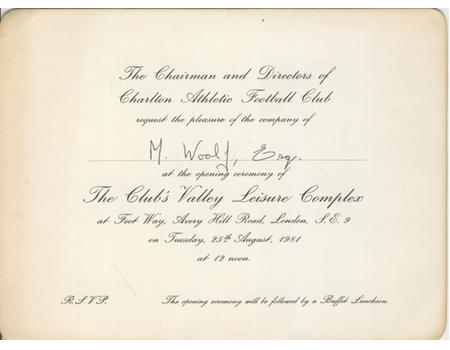 The Chairman and Directors of
Charlton Athletic Football Club
request the pleasure of the company of
M. Woolf, Esq.
at the opening ceremony of
The Club's Valley Leisure Complex
at Foot Way, Avery Hill Road, London, S.E. 9
on Tuesday, 25th August, 1981
at 12 noon.
R.S.V.P. The opening ceremony will be followed by a Buffet Luncheon.